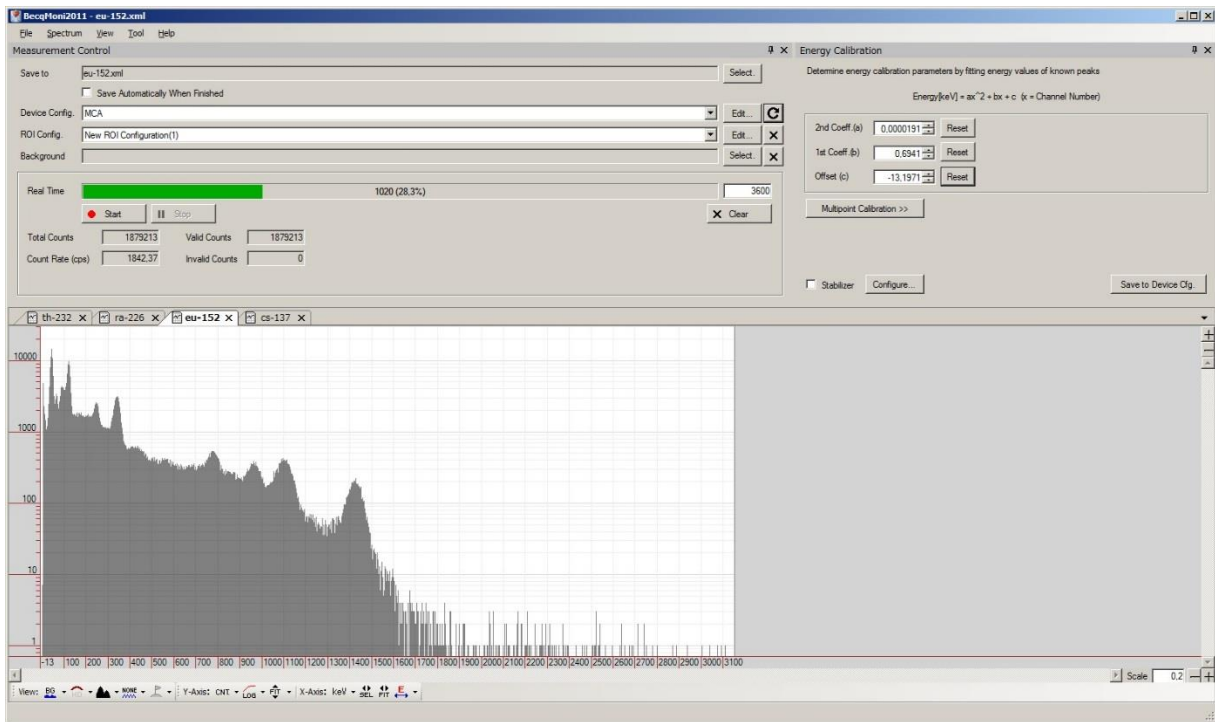 BecqMoni2011 - eu-152.xml
File Spectrum View Tool Help
Measurement Control
Save to eu-152.xml Select.
Save Automatically When Finished
Device Config. MCA Edit...
ROI Config. New ROI Configuration(1) Edit...
Background Select.
Real Time 1020 (28,3%) 3600
Start Stop Clear
Total Counts 1879213 Valid Counts 1879213
Count Rate (cps) 1842,37 Invalid Counts 0
Energy Calibration
Determine energy calibration parameters by fitting energy values of known peaks
Energy[keV] = ax^2 + bx + c (x = Channel Number)
2nd Coeff.(a) 0,0000191 Reset
1st Coeff.(b) 0,6941 Reset
Offset (c) -13,1971 Reset
Multipoint Calibration >>
Stabilizer Configure... Save to Device Cfg.
th-232 ra-226 eu-152 cs-137
10000
1000
100
10
1
-13 100 200 300 400 500 600 700 800 900 1000 1100 1200 1300 1400 1500 1600 1700 1800 1900 2000 2100 2200 2300 2400 2500 2600 2700 2800 2900 3000 3100
Scale 0,2
View: BG NONE Y-Axis: CNT LOG FIT X-Axis: keV SEL FIT E